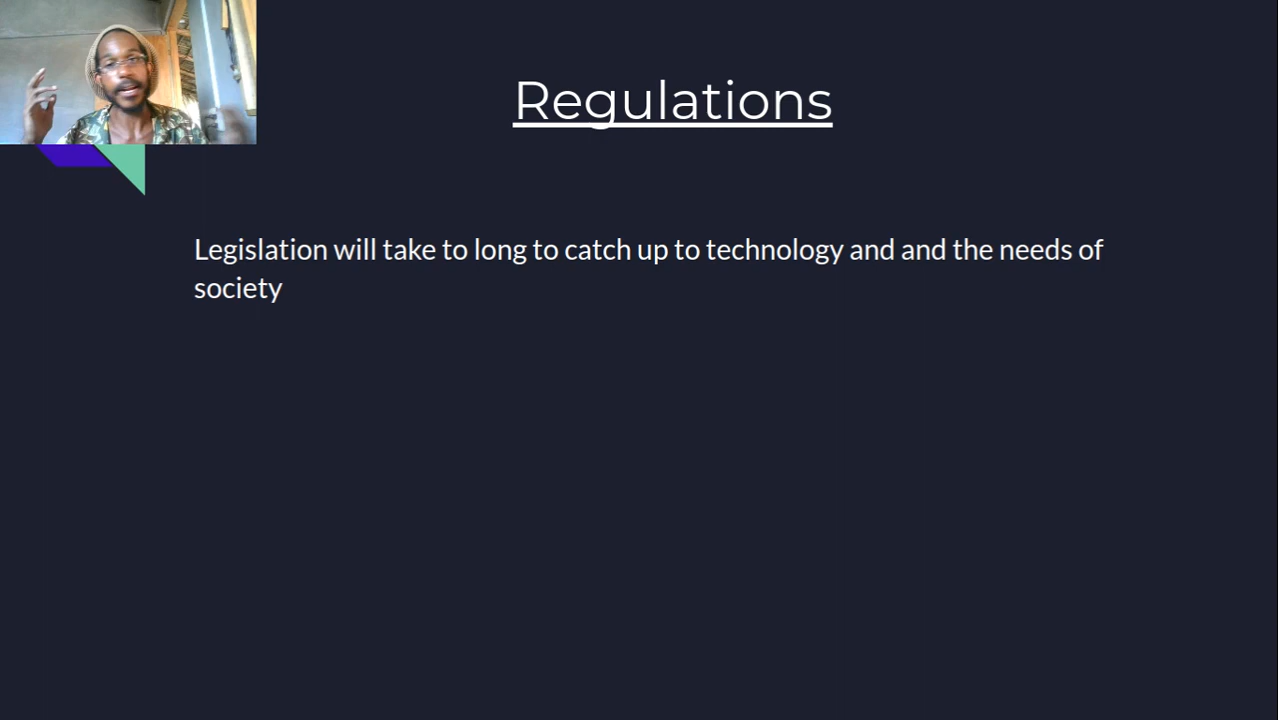 Regulations
Legislation will take to long to catch up to technology and and the needs of
society